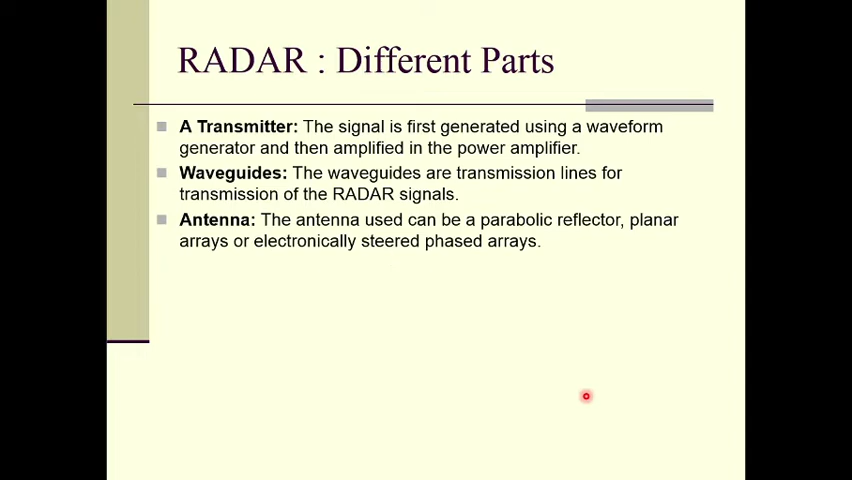 RADAR : Different Parts
A Transmitter: The signal is first generated using a waveform
generator and then amplified in the power amplifier.
Waveguides: The waveguides are transmission lines for
transmission of the RADAR signals.
Antenna: The antenna used can be a parabolic reflector, planar
arrays or electronically steered phased arrays.